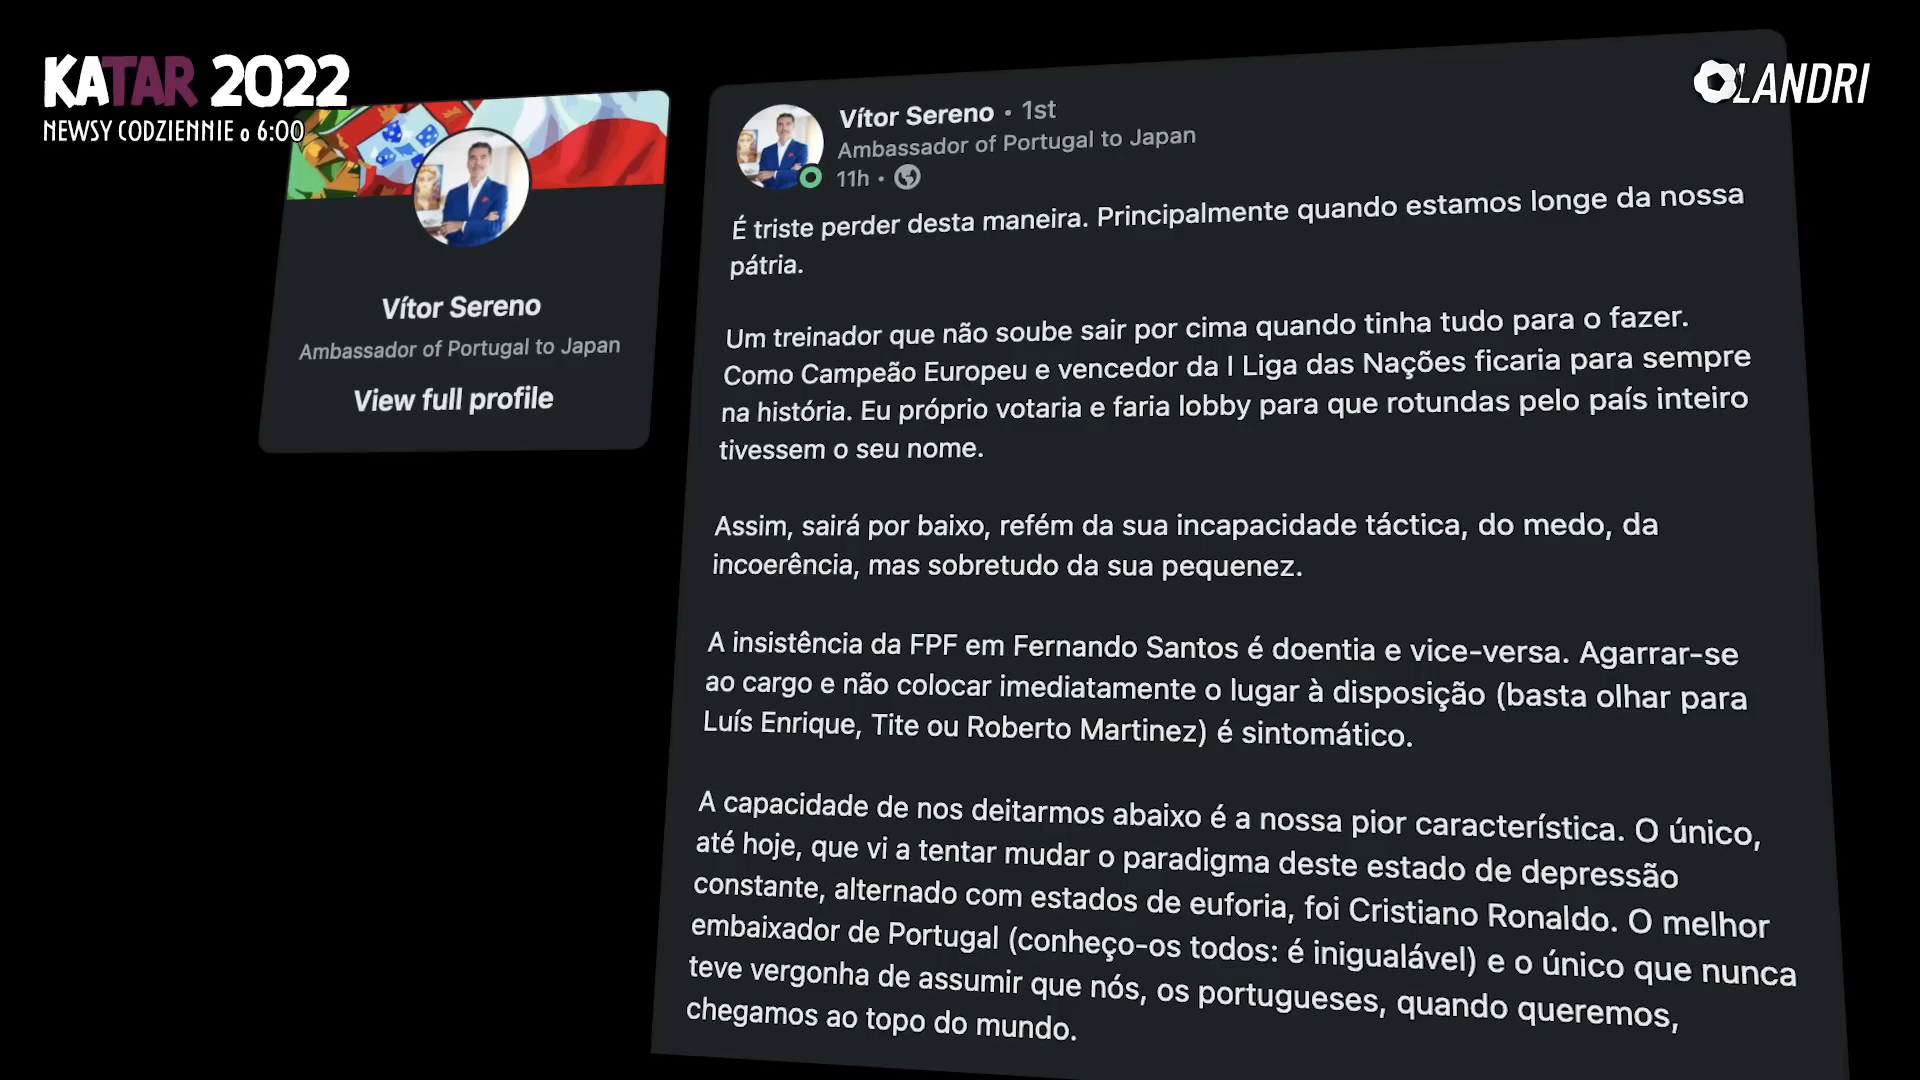 KATAR 2022
NEWSY CODZIENNIE o 6:00
OLANDRI
Vítor Sereno
Ambassador of Portugal to Japan
View full profile
Vítor Sereno • 1st
Ambassador of Portugal to Japan
11h •
É triste perder desta maneira. Principalmente quando estamos longe da nossa
pátria.
Um treinador que não soube sair por cima quando tinha tudo para o fazer.
Como Campeão Europeu e vencedor da I Liga das Nações ficaria para sempre
na história. Eu próprio votaria e faria lobby para que rotundas pelo país inteiro
tivessem o seu nome.
Assim, sairá por baixo, refém da sua incapacidade táctica, do medo, da
incoerência, mas sobretudo da sua pequenez.
A insistência da FPF em Fernando Santos é doentia e vice-versa. Agarrar-se
ao cargo e não colocar imediatamente o lugar à disposição (basta olhar para
Luís Enrique, Tite ou Roberto Martinez) é sintomático.
A capacidade de nos deitarmos abaixo é a nossa pior característica. O único,
até hoje, que vi a tentar mudar o paradigma deste estado de depressão
constante, alternado com estados de euforia, foi Cristiano Ronaldo. O melhor
embaixador de Portugal (conheço-os todos: é inigualável) e o único que nunca
teve vergonha de assumir que nós, os portugueses, quando queremos,
chegamos ao topo do mundo.